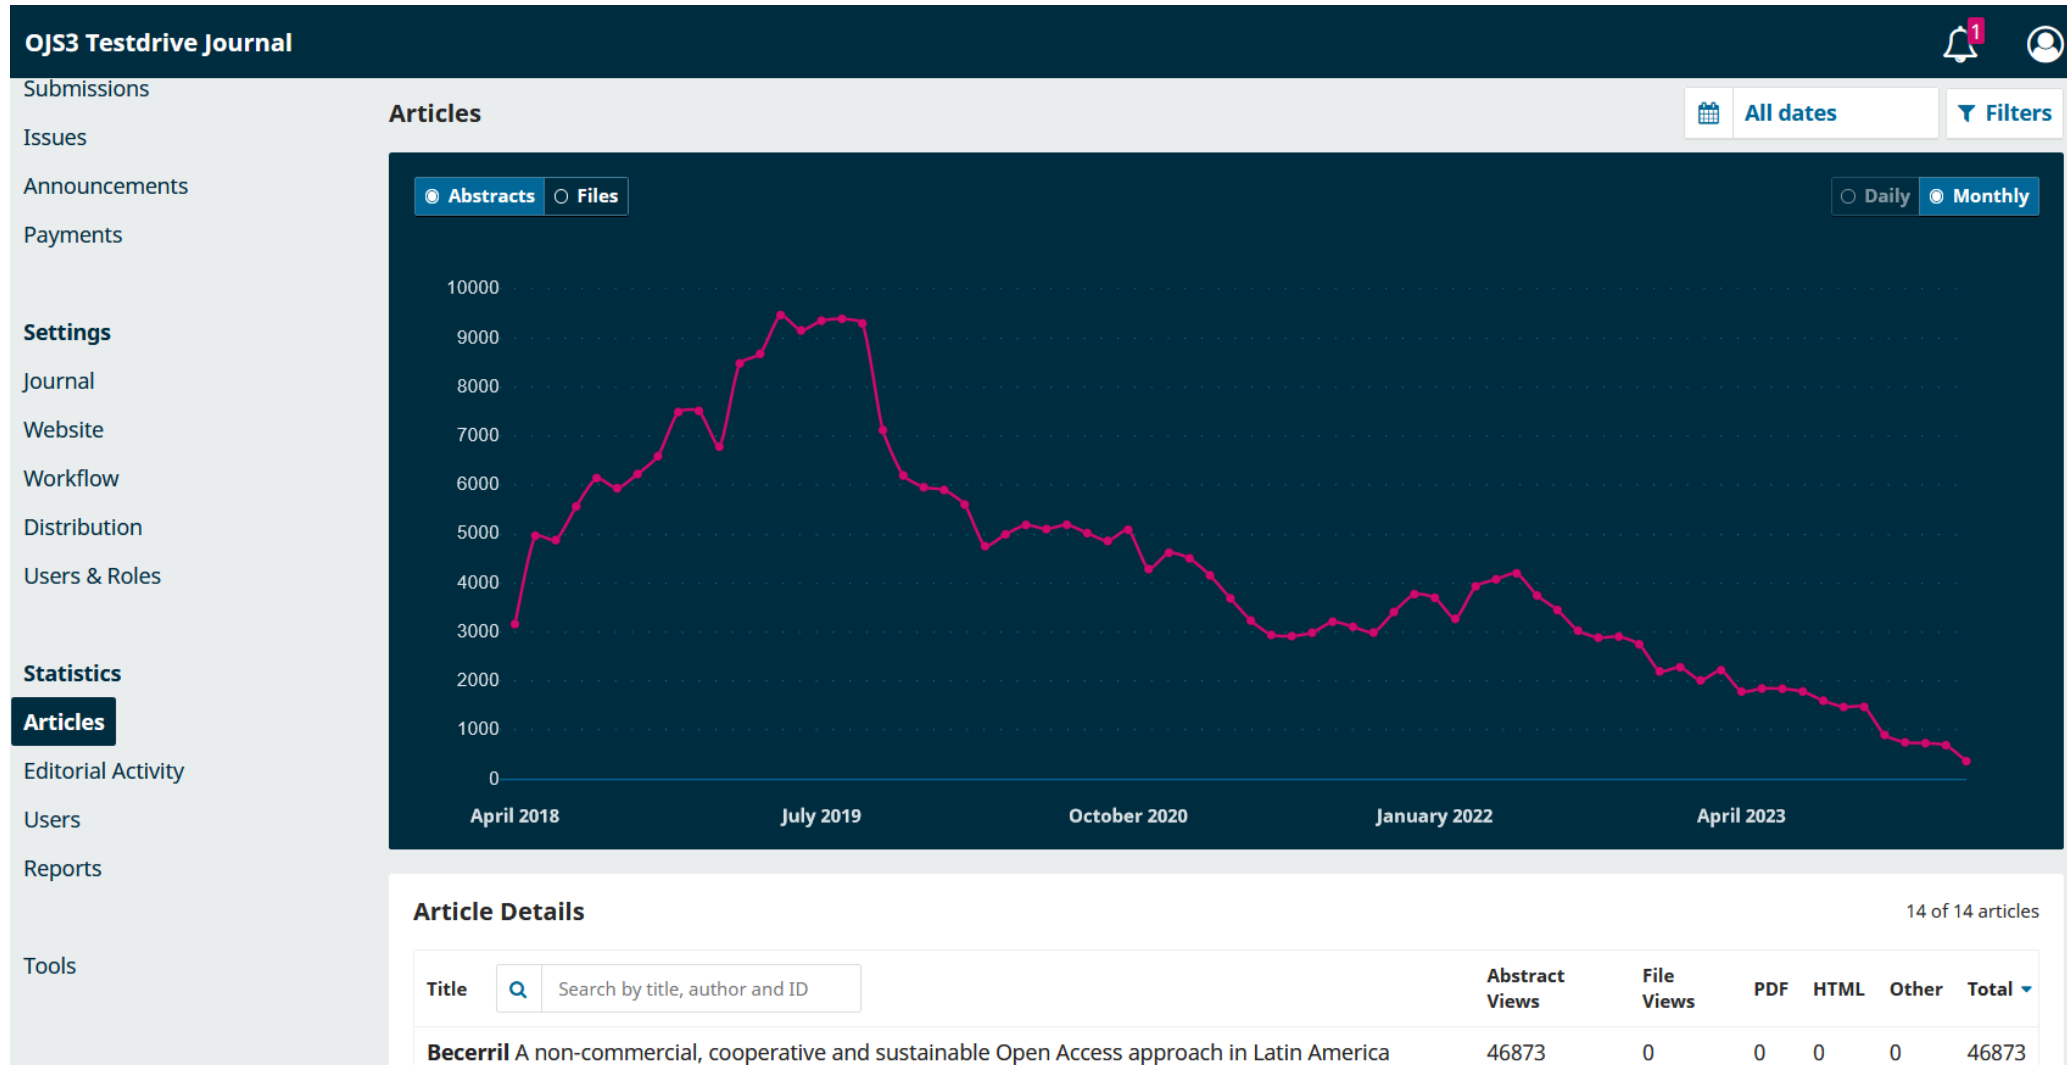 OJS3 Testdrive Journal
1
Submissions
Issues
Announcements
Payments
Settings
Journal
Website
Workflow
Distribution
Users & Roles
Statistics
Articles
Editorial Activity
Users
Reports
Tools
Articles
All dates
Filters
Abstracts Files
Daily Monthly
10000
9000
8000
7000
6000
5000
4000
3000
2000
1000
0
April 2018 July 2019 October 2020 January 2022 April 2023
Article Details
14 of 14 articles
Title Search by title, author and ID
Abstract Views
File Views
PDF HTML Other Total
Becerril A non-commercial, cooperative and sustainable Open Access approach in Latin America 46873 0 0 0 0 46873